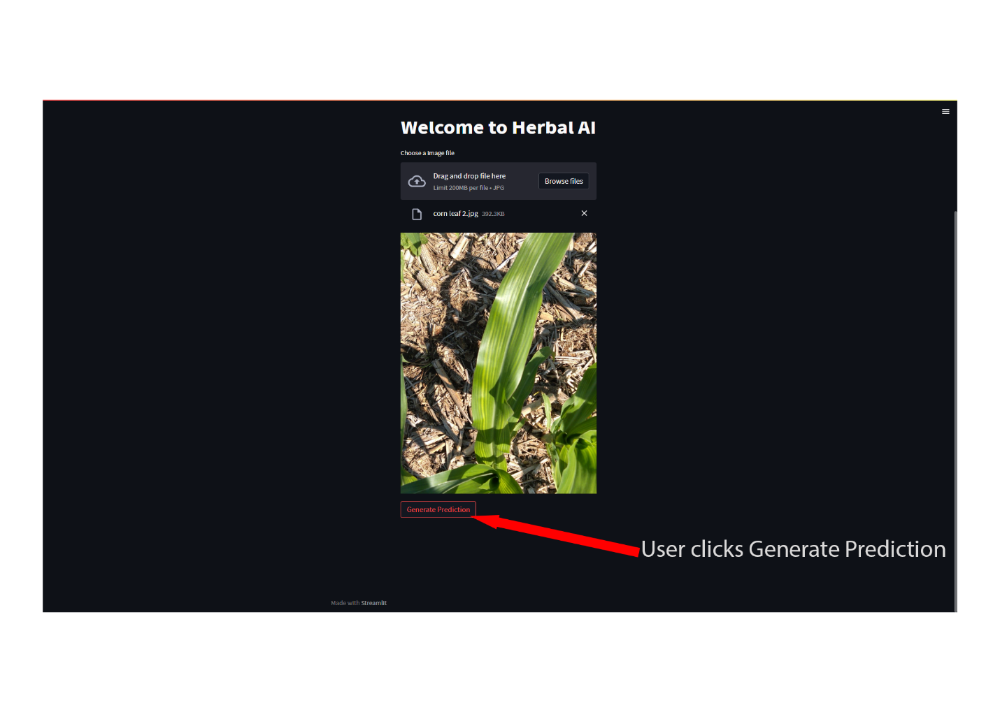 Welcome to Herbal AI
Choose a image file
Drag and drop file here
Limit 200MB per file • JPG
Browse files
corn leaf 2.jpg 392.3KB
Generate Prediction
User clicks Generate Prediction
Made with Streamlit